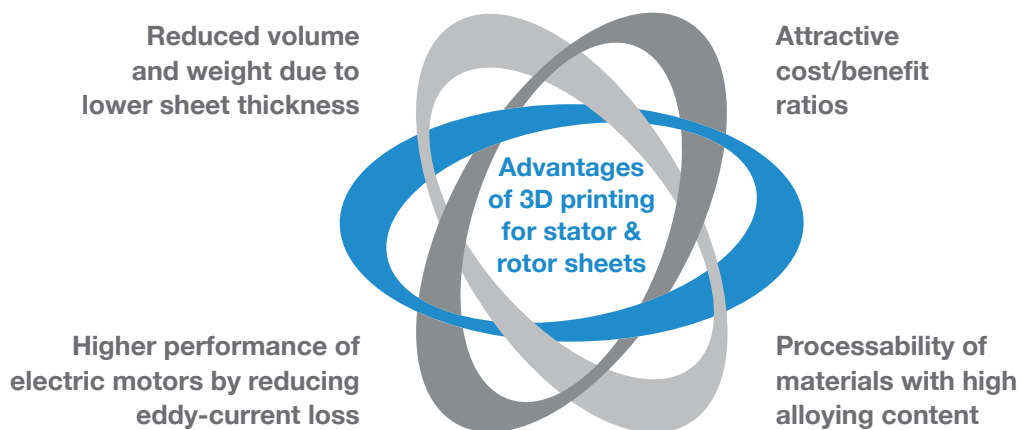 Reduced volume
and weight due to
lower sheet thickness
Attractive
cost/benefit
ratios
Advantages
of 3D printing
for stator &
rotor sheets
Higher performance of
electric motors by reducing
eddy-current loss
Processability of
materials with high
alloying content